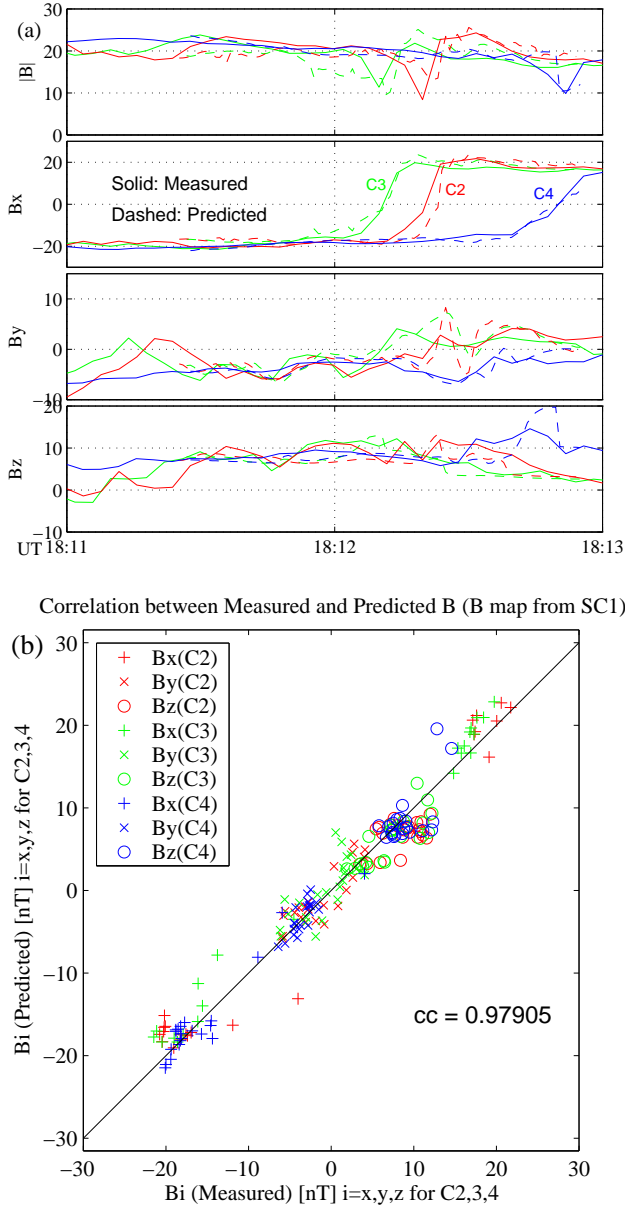 (a)
30
20
10
0
|B|
20
0
−20
Bx
Solid: Measured
Dashed: Predicted
C3
C2
C4
10
0
−10
By
20
10
0
−10
Bz
UT
18:11
18:12
18:13
Correlation between Measured and Predicted B (B map from SC1)
(b)
30
20
10
0
−10
−20
−30
Bi (Predicted) [nT] i=x,y,z for C2,3,4
Bx(C2)
By(C2)
Bz(C2)
Bx(C3)
By(C3)
Bz(C3)
Bx(C4)
By(C4)
Bz(C4)
cc = 0.97905
−30
−20
−10
0
10
20
30
Bi (Measured) [nT] i=x,y,z for C2,3,4